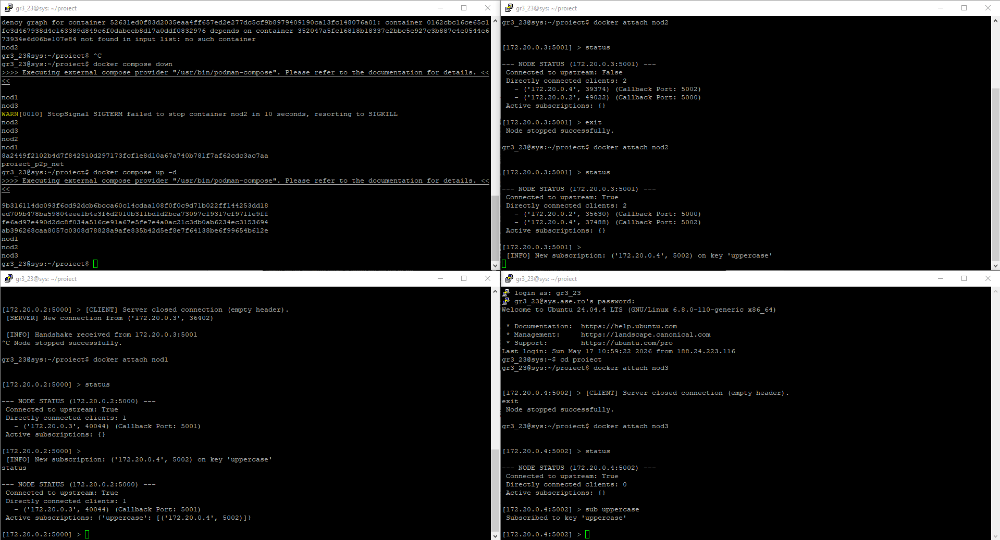 gr3_23@sys: ~/proiect
dency graph for container 52631ed0f83d2035eaa4ff657ed2e277dc5cf9b8979409190ca13fc148076a01: container 0162cbc16ce65c1
fc3d467938d4c163389d849c6f0dabeeb8d17a0ddf0832976 depends on container 352047a5fc16818b18337e2bbc5e927c3b887c4e0544e6
73934e6d06be107e84 not found in input list: no such container
nod2
gr3_23@sys:~/proiect$ ^C
gr3_23@sys:~/proiect$ docker compose down
>>>> Executing external compose provider "/usr/bin/podman-compose". Please refer to the documentation for details. <<
<<
nod1
nod3
WARN[0010] StopSignal SIGTERM failed to stop container nod2 in 10 seconds, resorting to SIGKILL
nod2
nod3
nod2
nod1
8a2449f2102b4d7f842910d297173fcf1e8d10a67a740b781f7af62cdc3ac7aa
proiect_p2p_net
gr3_23@sys:~/proiect$ docker compose up -d
>>>> Executing external compose provider "/usr/bin/podman-compose". Please refer to the documentation for details. <<
<<
9b316114dc093f6cd92dcb6bcca60c14cdaa108f0f0c9d71b022ff144253dd18
ed709b478ba59804eee1b4e3f6d2010b311bd1d2bca73097c19317cf9711e9ff
fe6ad97e490d2dc8f034a516ce91a67e5fe7e4a0ac21c3db0ab6234ec3153694
ab396268caa8057c0308d78828a9afe835b42d5ef8e7f64138be6f99654b612e
nod1
nod2
nod3
gr3_23@sys:~/proiect$
gr3_23@sys: ~/proiect
gr3_23@sys:~/proiect$ docker attach nod2
[172.20.0.3:5001] > status
--- NODE STATUS (172.20.0.3:5001) ---
Connected to upstream: False
Directly connected clients: 2
- ('172.20.0.4', 39374) (Callback Port: 5002)
- ('172.20.0.2', 49022) (Callback Port: 5000)
Active subscriptions: {}
[172.20.0.3:5001] > exit
Node stopped successfully.
gr3_23@sys:~/proiect$ docker attach nod2
[172.20.0.3:5001] > status
--- NODE STATUS (172.20.0.3:5001) ---
Connected to upstream: True
Directly connected clients: 2
- ('172.20.0.2', 35630) (Callback Port: 5000)
- ('172.20.0.4', 37488) (Callback Port: 5002)
Active subscriptions: {}
[172.20.0.3:5001] >
[INFO] New subscription: ('172.20.0.4', 5002) on key 'uppercase'
gr3_23@sys: ~/proiect
[172.20.0.2:5000] > [CLIENT] Server closed connection (empty header).
[SERVER] New connection from ('172.20.0.3', 36402)
[INFO] Handshake received from 172.20.0.3:5001
^C Node stopped successfully.
gr3_23@sys:~/proiect$ docker attach nod1
[172.20.0.2:5000] > status
--- NODE STATUS (172.20.0.2:5000) ---
Connected to upstream: True
Directly connected clients: 1
- ('172.20.0.3', 40044) (Callback Port: 5001)
Active subscriptions: {}
[172.20.0.2:5000] >
[INFO] New subscription: ('172.20.0.4', 5002) on key 'uppercase'
status
--- NODE STATUS (172.20.0.2:5000) ---
Connected to upstream: True
Directly connected clients: 1
- ('172.20.0.3', 40044) (Callback Port: 5001)
Active subscriptions: {'uppercase': [('172.20.0.4', 5002)]}
[172.20.0.2:5000] >
gr3_23@sys: ~/proiect
login as: gr3_23
gr3_23@sys.ase.ro's password:
Welcome to Ubuntu 24.04.4 LTS (GNU/Linux 6.8.0-110-generic x86_64)
* Documentation: https://help.ubuntu.com
* Management: https://landscape.canonical.com
* Support: https://ubuntu.com/pro
Last login: Sun May 17 10:59:22 2026 from 188.24.223.116
gr3_23@sys:~$ cd proiect
gr3_23@sys:~/proiect$ docker attach nod3
[172.20.0.4:5002] > [CLIENT] Server closed connection (empty header).
exit
Node stopped successfully.
gr3_23@sys:~/proiect$ docker attach nod3
[172.20.0.4:5002] > status
--- NODE STATUS (172.20.0.4:5002) ---
Connected to upstream: True
Directly connected clients: 0
Active subscriptions: {}
[172.20.0.4:5002] > sub uppercase
Subscribed to key 'uppercase'
[172.20.0.4:5002] >